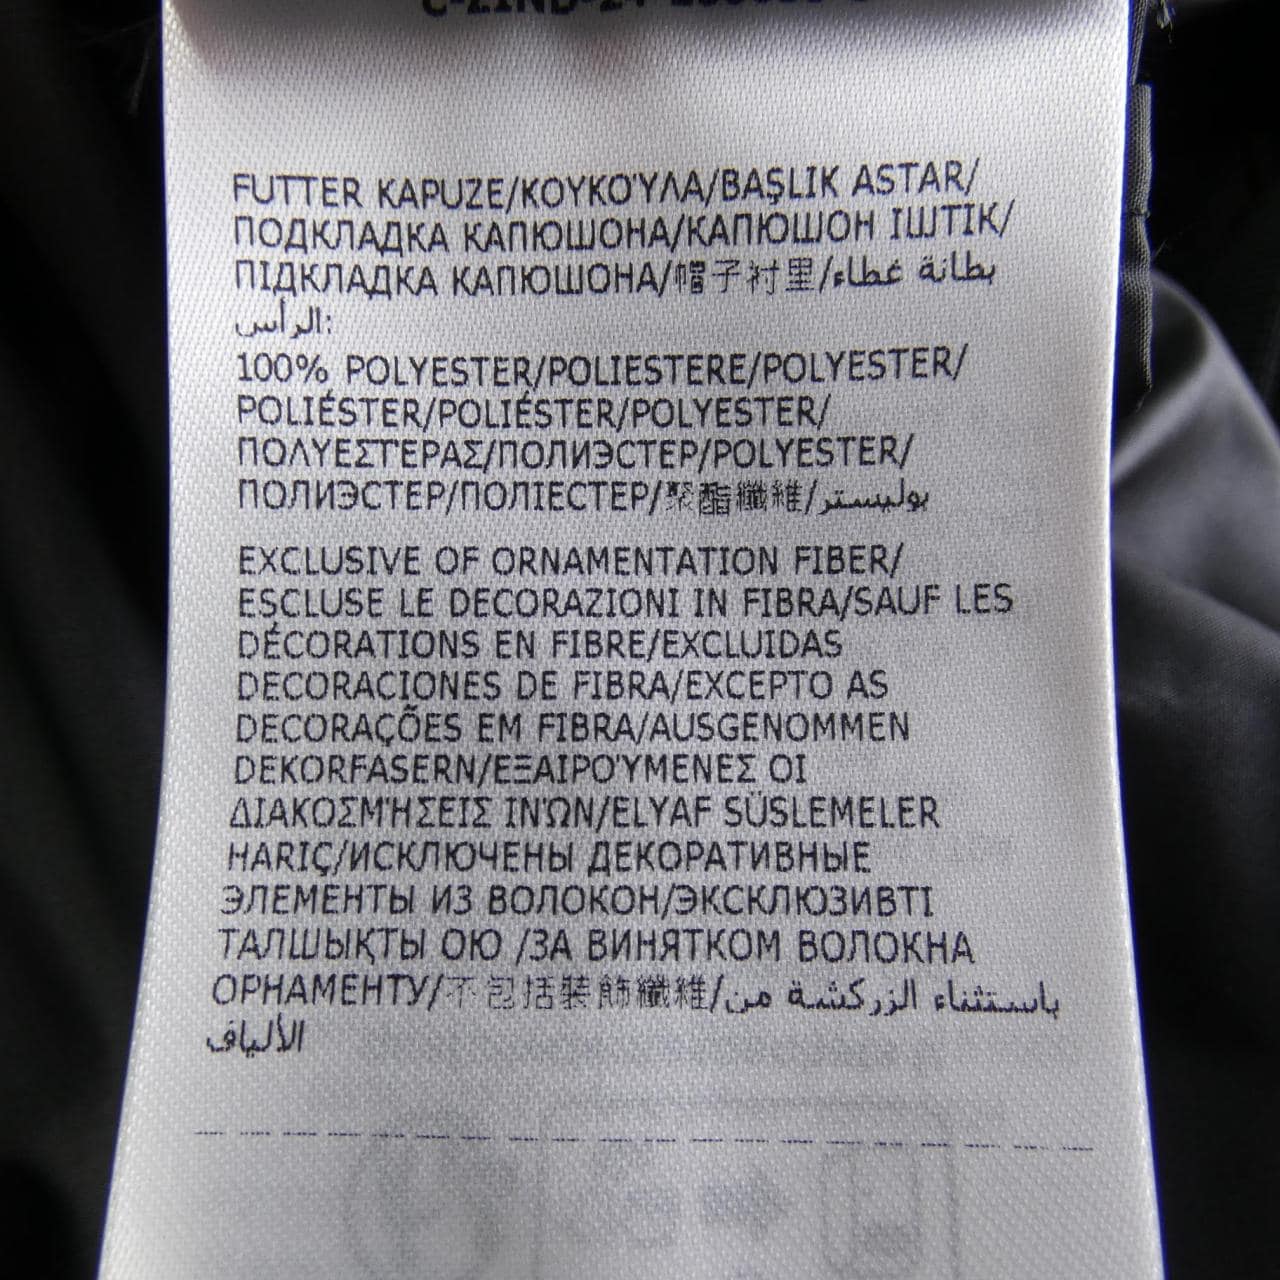 FUTTER KAPUZE/ΚΟΥΚΟΎΛΑ/BAŞLIK ASTAR/
ПОДКЛАДКА КАПЮШОНА/КАПЮШОН ІШТІК/
ПІДКЛАДКА КАПЮШОНА/帽子衬里/بطانة غطاء
الرأس:
100% POLYESTER/POLIESTERE/POLYESTER/
POLIÉSTER/POLIÉSTER/POLYESTER/
ΠΟΛΥΕΣΤΕΡΑΣ/ПОЛИЭСТЕР/POLYESTER/
ПОЛИЭСТЕР/ПОЛІЕСТЕР/聚酯纖維/بوليستر
EXCLUSIVE OF ORNAMENTATION FIBER/
ESCLUSE LE DECORAZIONI IN FIBRA/SAUF LES
DÉCORATIONS EN FIBRE/EXCLUIDAS
DECORACIONES DE FIBRA/EXCEPTO AS
DECORAÇÕES EM FIBRA/AUSGENOMMEN
DEKORFASERN/ΕΞΑΙΡΟΎΜΕΝΕΣ ΟΙ
ΔΙΑΚΟΣΜΉΣΕΙΣ ΙΝΏΝ/ELYAF SÜSLEMELER
HARIÇ/ИСКЛЮЧЕНЫ ДЕКОРАТИВНЫЕ
ЭЛЕМЕНТЫ ИЗ ВОЛОКОН/ЭКСКЛЮЗИВТІ
ТАЛШЫҚТЫ ОЮ /ЗА ВИНЯТКОМ ВОЛОКНА
ОРНАМЕНТУ/不包括裝飾纖維/باستثناء الزركشة من
الألياف